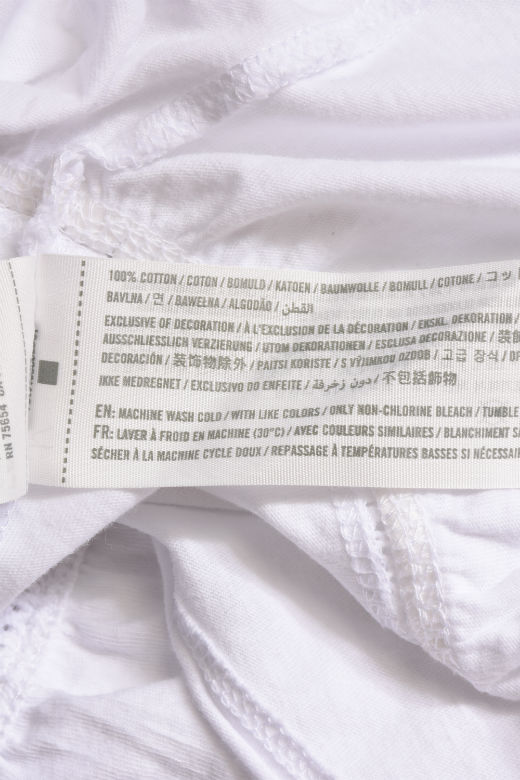 100% COTTON / COTON / BOMULD / KATOEN / BAUMWOLLE / BOMULL / COTONE / コッ
BAVLNA / 면 / BAWEŁNA / ALGODÃO / القطن
EXCLUSIVE OF DECORATION / À L'EXCLUSION DE LA DÉCORATION / EKSKL. DEKORATION /
AUSSCHLIESSLICH VERZIERUNG / UTOM DEKORATIONEN / ESCLUSA DECORAZIONE / 装飾
DECORACIÓN / 装饰物除外 / PAITSI KORISTE / S VÝJIMKOU OZDOB / 고급 장식 /
IKKE MEDREGNET / EXCLUSIVO DO ENFEITE / دون زخرفة / 不包括飾物
EN: MACHINE WASH COLD / WITH LIKE COLORS / ONLY NON-CHLORINE BLEACH / TUMBLE
FR: LAVER À FROID EN MACHINE (30°C) / AVEC COULEURS SIMILAIRES / BLANCHIMENT
SÉCHER À LA MACHINE CYCLE DOUX / REPASSAGE À TEMPÉRATURES BASSES SI NÉCESSAIR
RN 75654